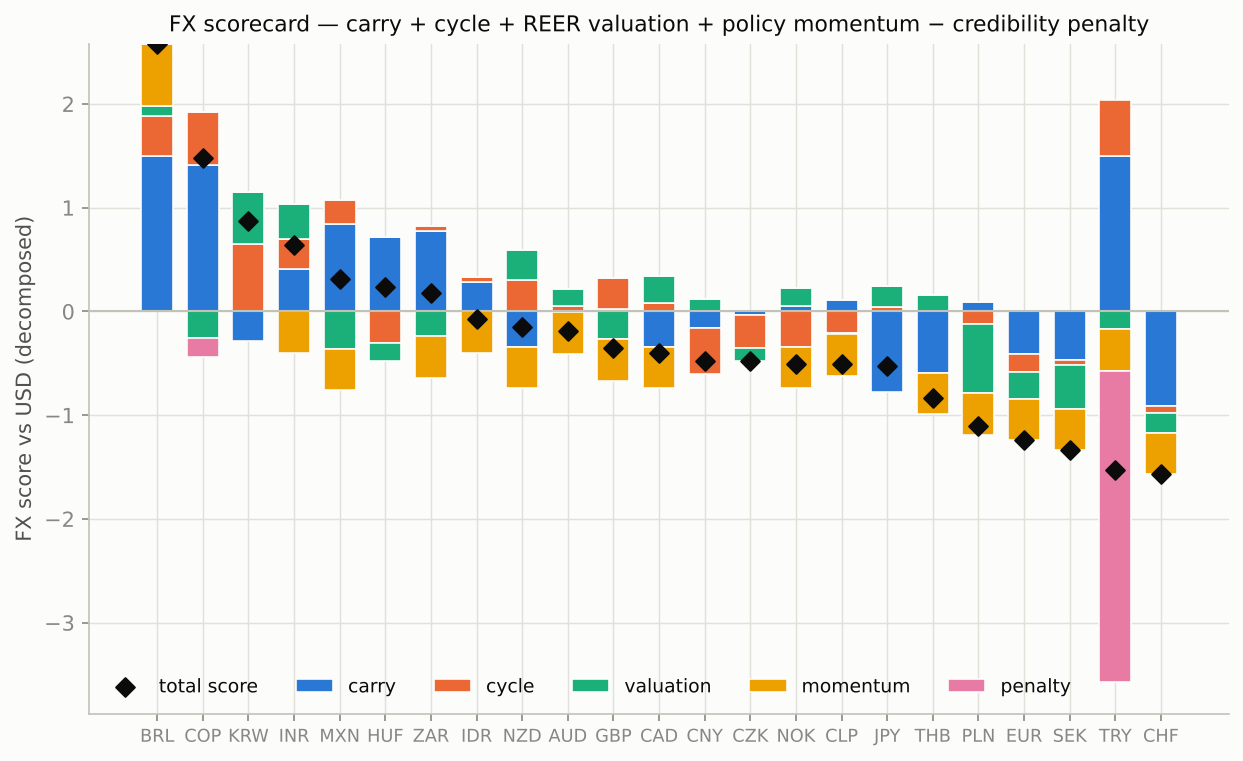 FX scorecard — carry + cycle + REER valuation + policy momentum − credibility penalty
FX score vs USD (decomposed)
2
1
0
−1
−2
−3
total score carry cycle valuation momentum penalty
BRL COP KRW INR MXN HUF ZAR IDR NZD AUD GBP CAD CNY CZK NOK CLP JPY THB PLN EUR SEK TRY CHF